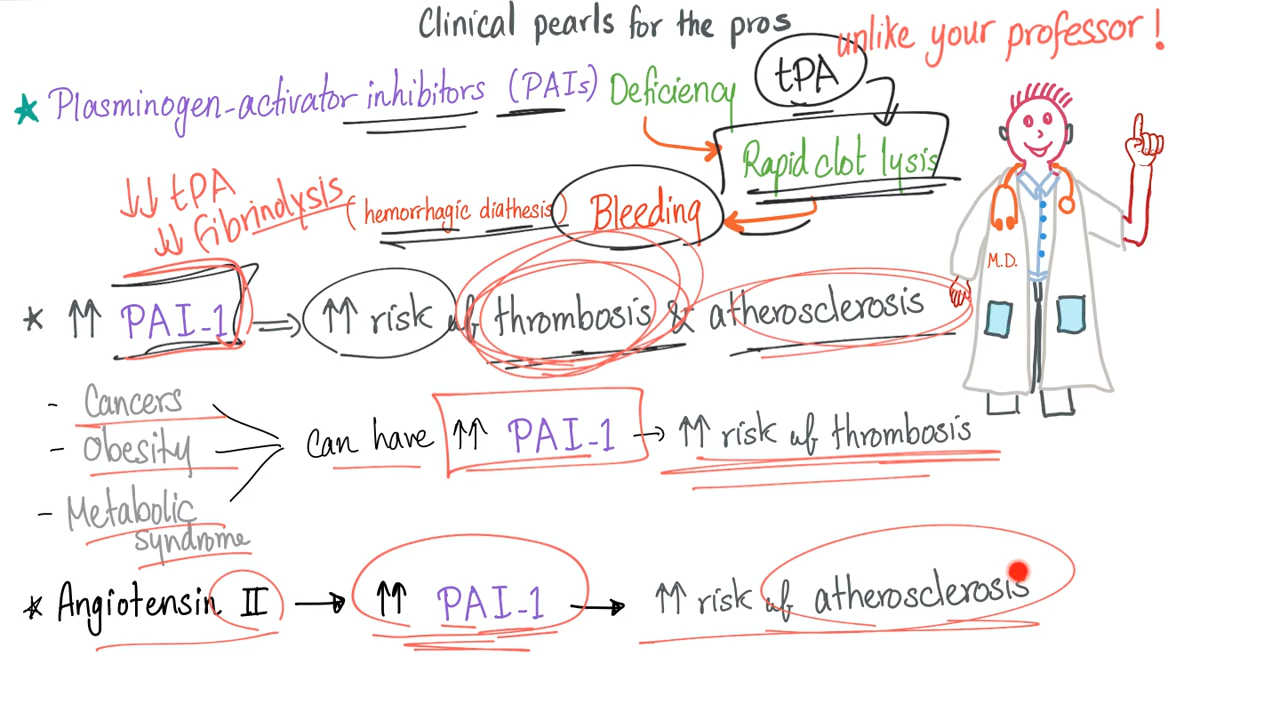 Clinical pearls for the pros
unlike your professor!
★ Plasminogen-activator inhibitors (PAIs) Deficiency
tPA
Rapid clot lysis
↓↓ tPA
↓↓ fibrinolysis
(hemorrhagic diathesis) Bleeding
M.D.
* ↑↑ PAI-1 ⇒ ↑↑ risk of thrombosis & atherosclerosis
- Cancers
- Obesity
can have ↑↑ PAI-1 → ↑↑ risk of thrombosis
- Metabolic
syndrome
* Angiotensin II → ↑↑ PAI-1 → ↑↑ risk of atherosclerosis